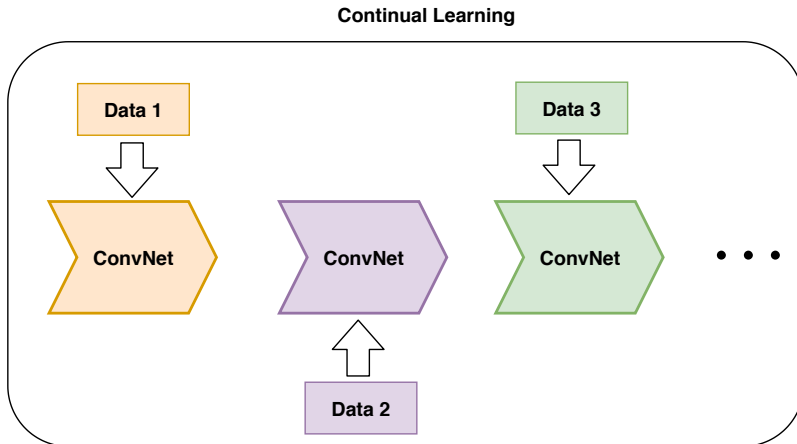 Continual Learning
Data 1
Data 3
ConvNet
ConvNet
ConvNet
Data 2